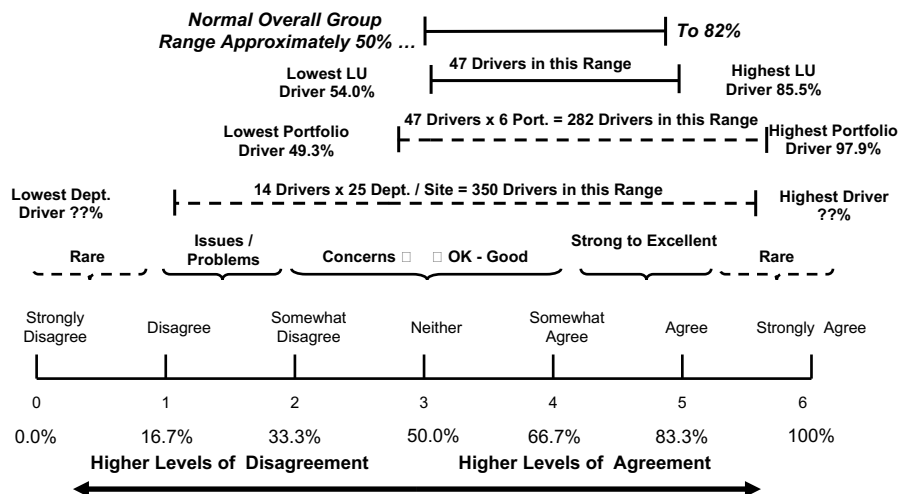 Normal Overall Group
Range Approximately 50% …
To 82%
Lowest LU
Driver 54.0%
47 Drivers in this Range
Highest LU
Driver 85.5%
Lowest Portfolio
Driver 49.3%
47 Drivers x 6 Port. = 282 Drivers in this Range
Highest Portfolio
Driver 97.9%
Lowest Dept.
Driver ??%
14 Drivers x 25 Dept. / Site = 350 Drivers in this Range
Highest Driver
??%
Rare
Issues /
Problems
Concerns □ □ OK - Good
Strong to Excellent
Rare
Strongly
Disagree
Disagree
Somewhat
Disagree
Neither
Somewhat
Agree
Agree
Strongly Agree
0 1 2 3 4 5 6
0.0% 16.7% 33.3% 50.0% 66.7% 83.3% 100%
Higher Levels of Disagreement Higher Levels of Agreement